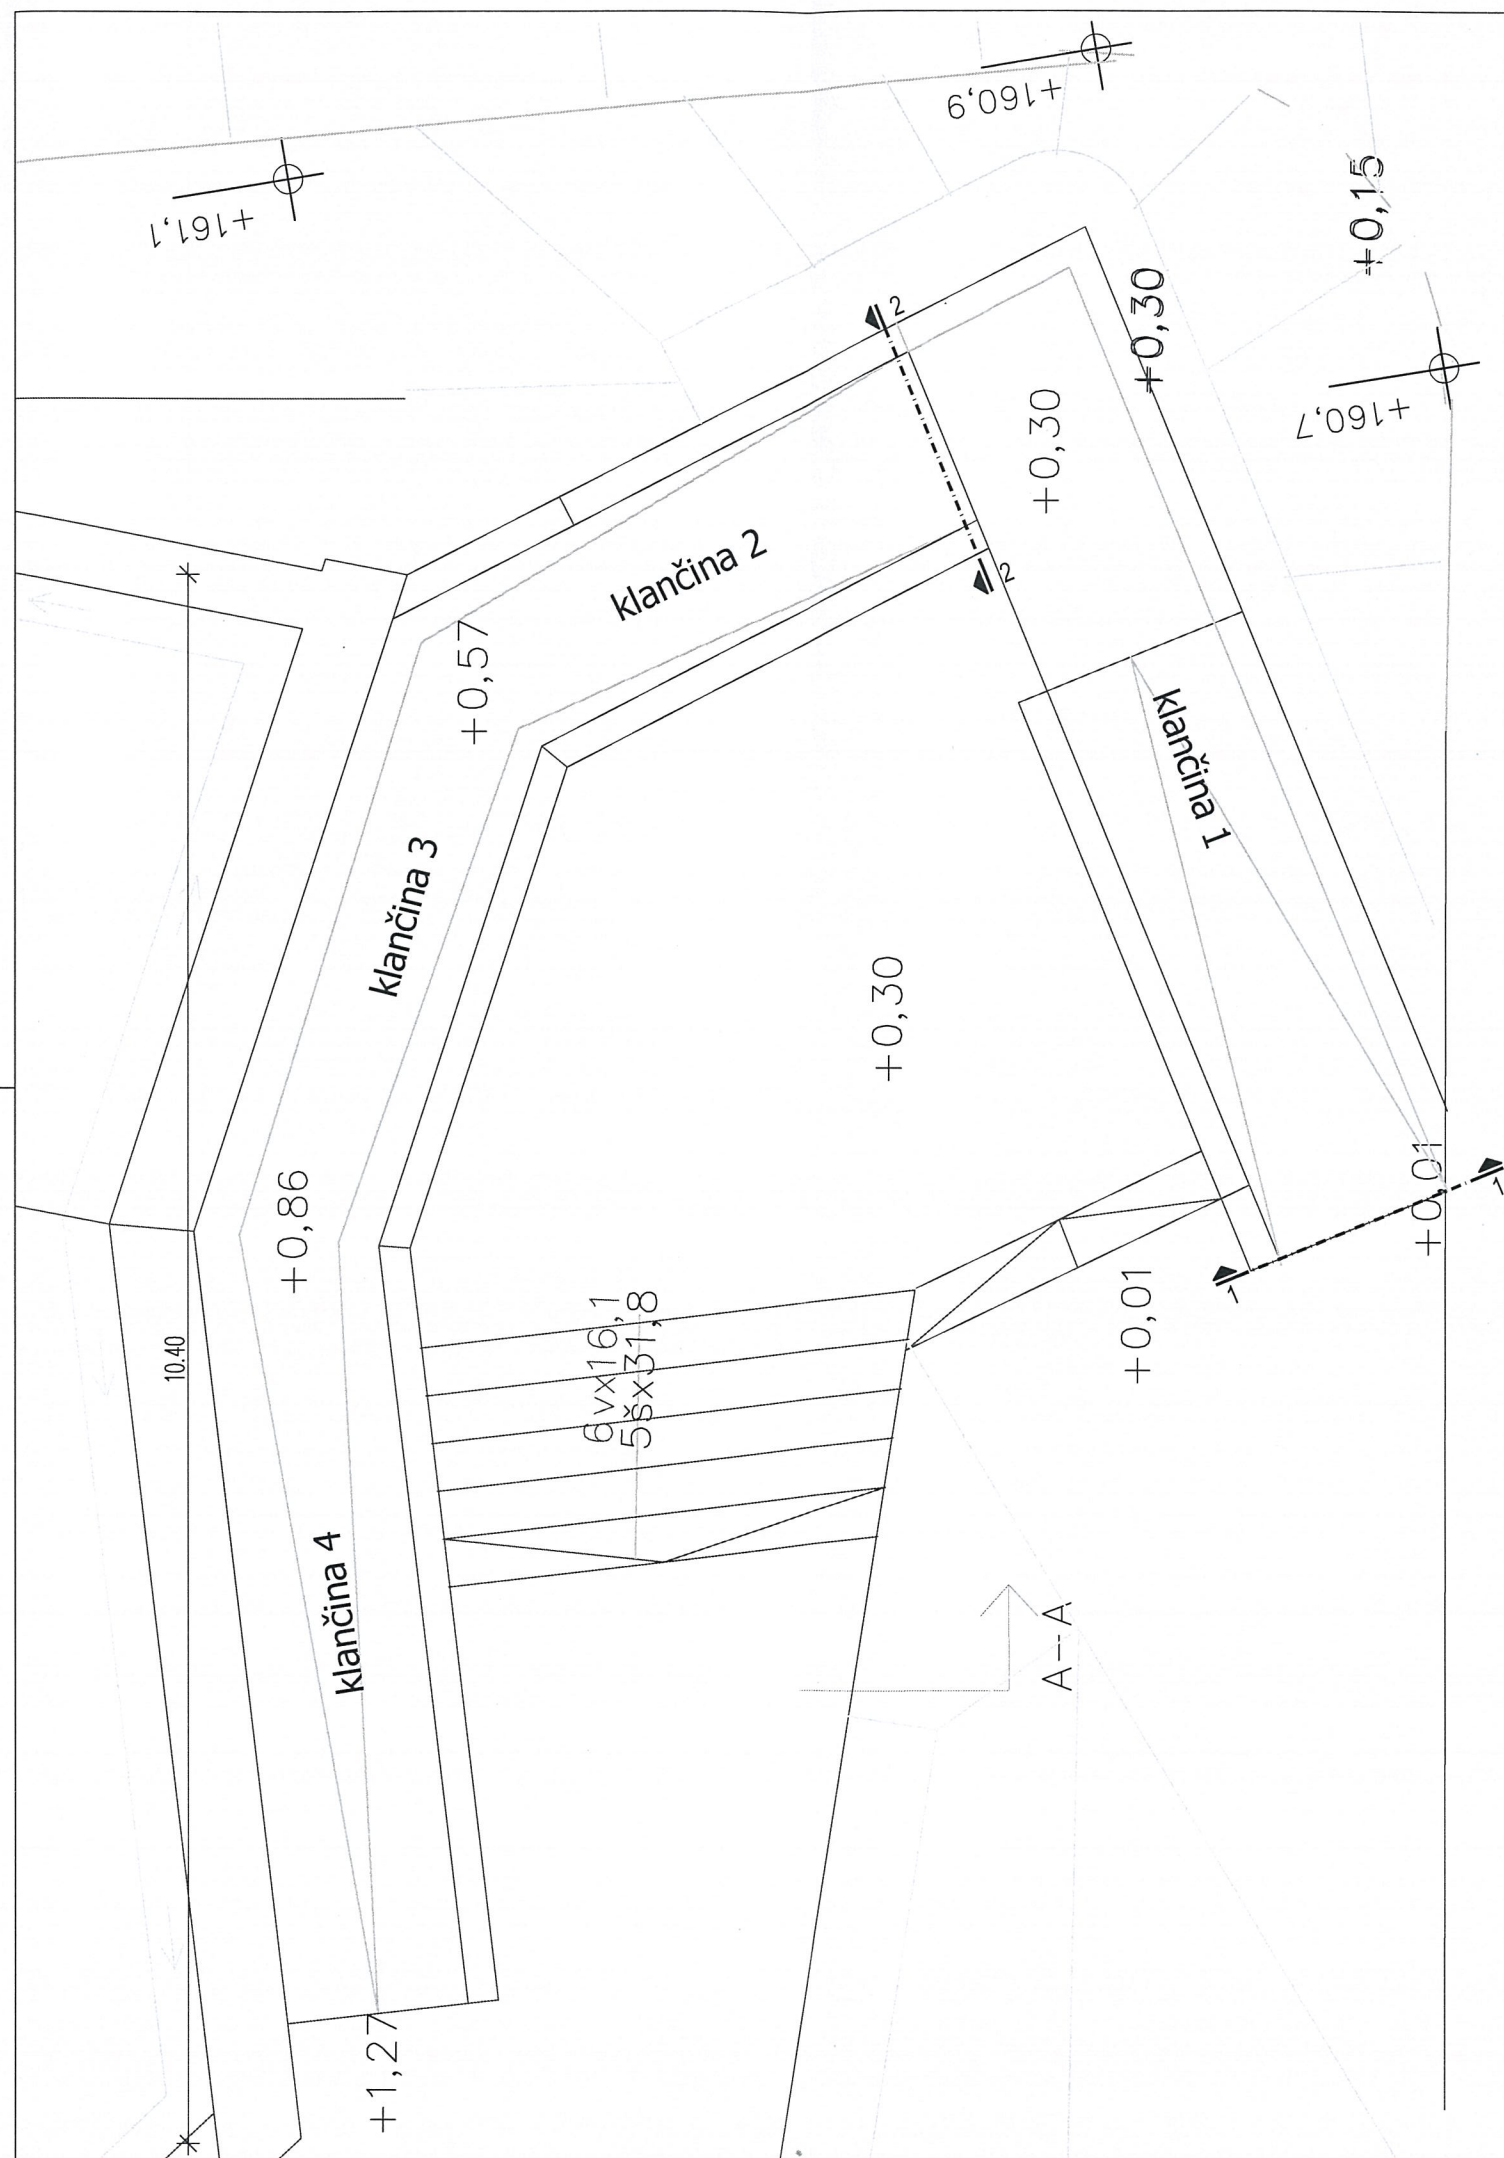 +160,9
+161,1
+0,15
+0,30
2
+160,7
+0,30
klančina 2
2
+0,57
klančina 1
klančina 3
+0,30
+0,86
+0,01
1
1
+0,01
10.40
6vx16,1
5šx31,8
klančina 4
A--A
+1,27